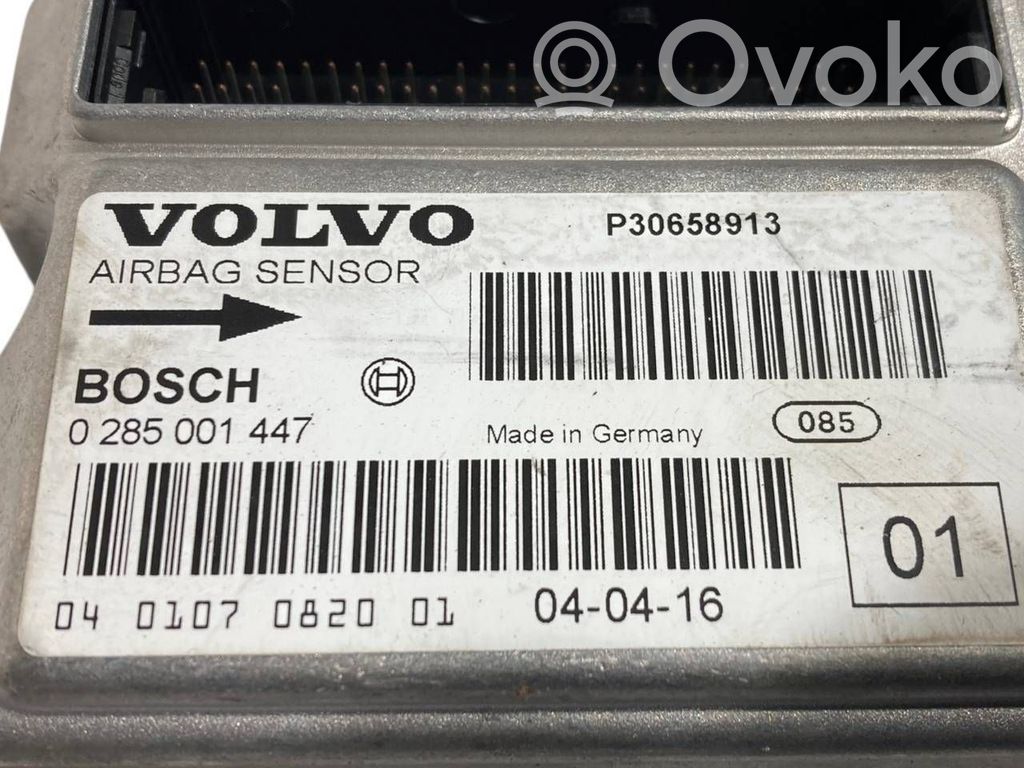 Ovoko
VOLVO
P30658913
AIRBAG SENSOR
BOSCH
0 285 001 447
Made in Germany
085
01
04 0107 0820 01
04-04-16